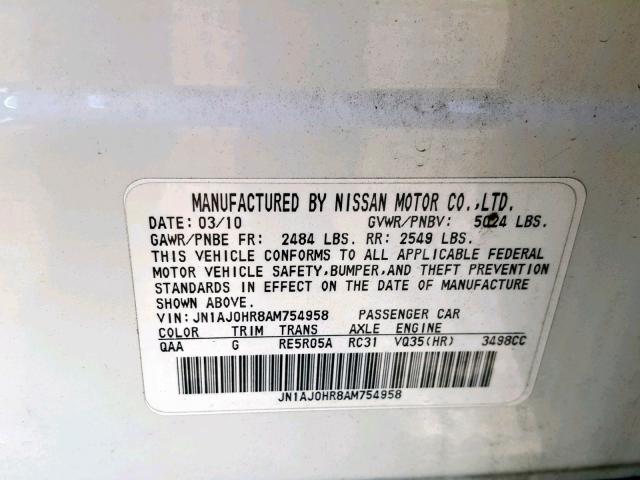 MANUFACTURED BY NISSAN MOTOR CO.,LTD.
DATE: 03/10 GVWR/PNBV: 5024 LBS.
GAWR/PNBE FR: 2484 LBS. RR: 2549 LBS.
THIS VEHICLE CONFORMS TO ALL APPLICABLE FEDERAL
MOTOR VEHICLE SAFETY,BUMPER,AND THEFT PREVENTION
STANDARDS IN EFFECT ON THE DATE OF MANUFACTURE
SHOWN ABOVE.
VIN: JN1AJ0HR8AM754958 PASSENGER CAR
COLOR TRIM TRANS AXLE ENGINE
QAA G RE5R05A RC31 VQ35(HR) 3498CC
JN1AJ0HR8AM754958